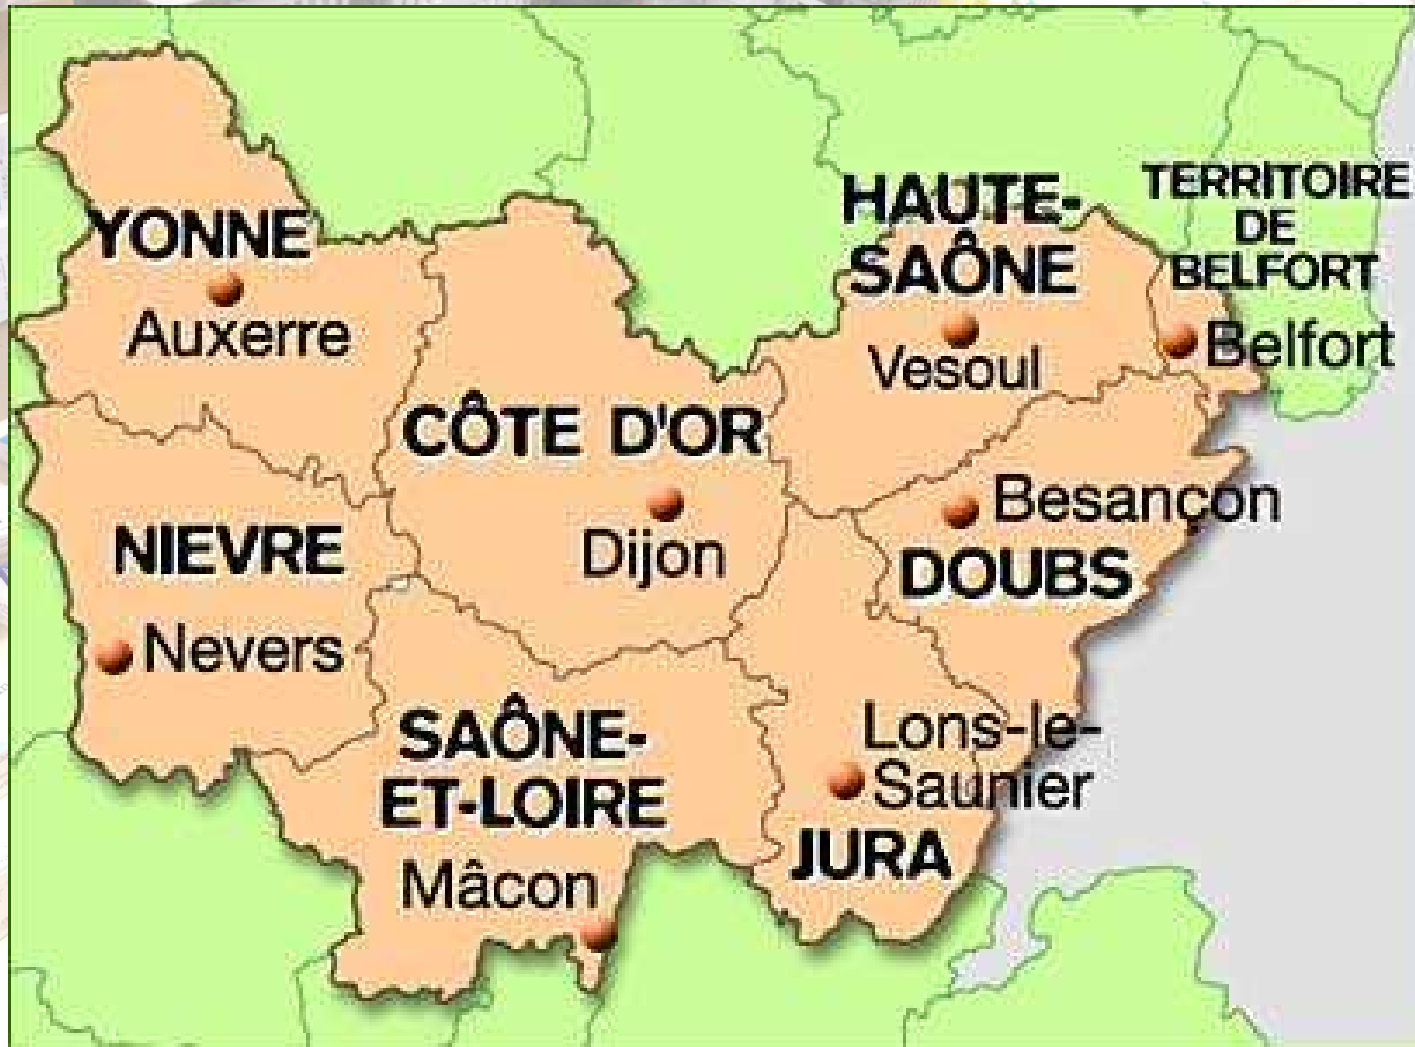 YONNE
Auxerre
HAUTE-
SAÔNE
Vesoul
TERRITOIRE
DE
BELFORT
Belfort
CÔTE D'OR
Dijon
Besançon
DOUBS
NIEVRE
Nevers
SAÔNE-
ET-LOIRE
Mâcon
Lons-le-
Saunier
JURA